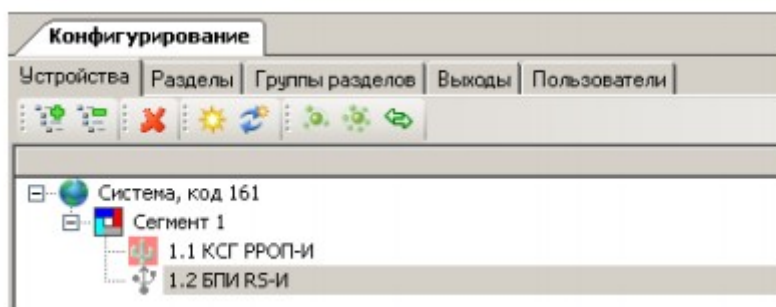 Конфигурирование
Устройства Разделы Группы разделов Выходы Пользователи
Система, код 161
Сегмент 1
1.1 КСГ РРОП-И
1.2 БПИ RS-И